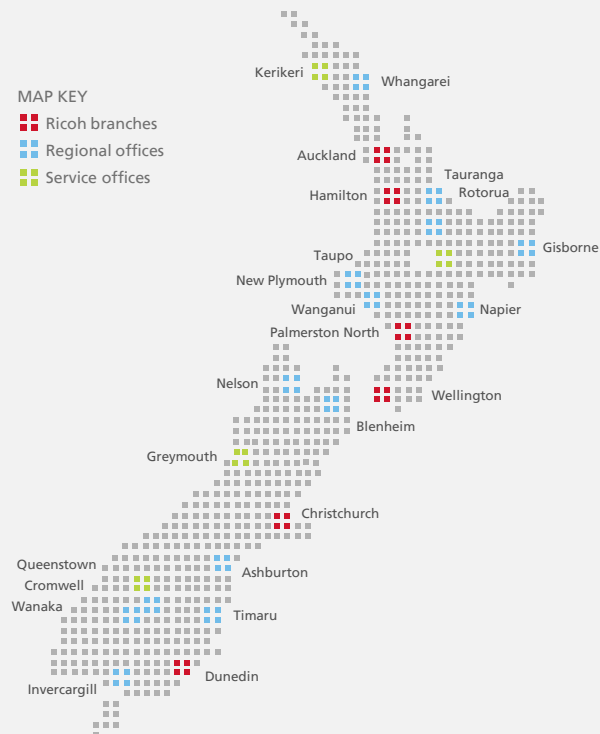 Kerikeri
Whangarei
MAP KEY
Ricoh branches
Regional offices
Service offices
Auckland
Tauranga
Hamilton
Rotorua
Gisborne
Taupo
New Plymouth
Wanganui
Napier
Palmerston North
Nelson
Wellington
Blenheim
Greymouth
Christchurch
Queenstown
Ashburton
Cromwell
Wanaka
Timaru
Dunedin
Invercargill